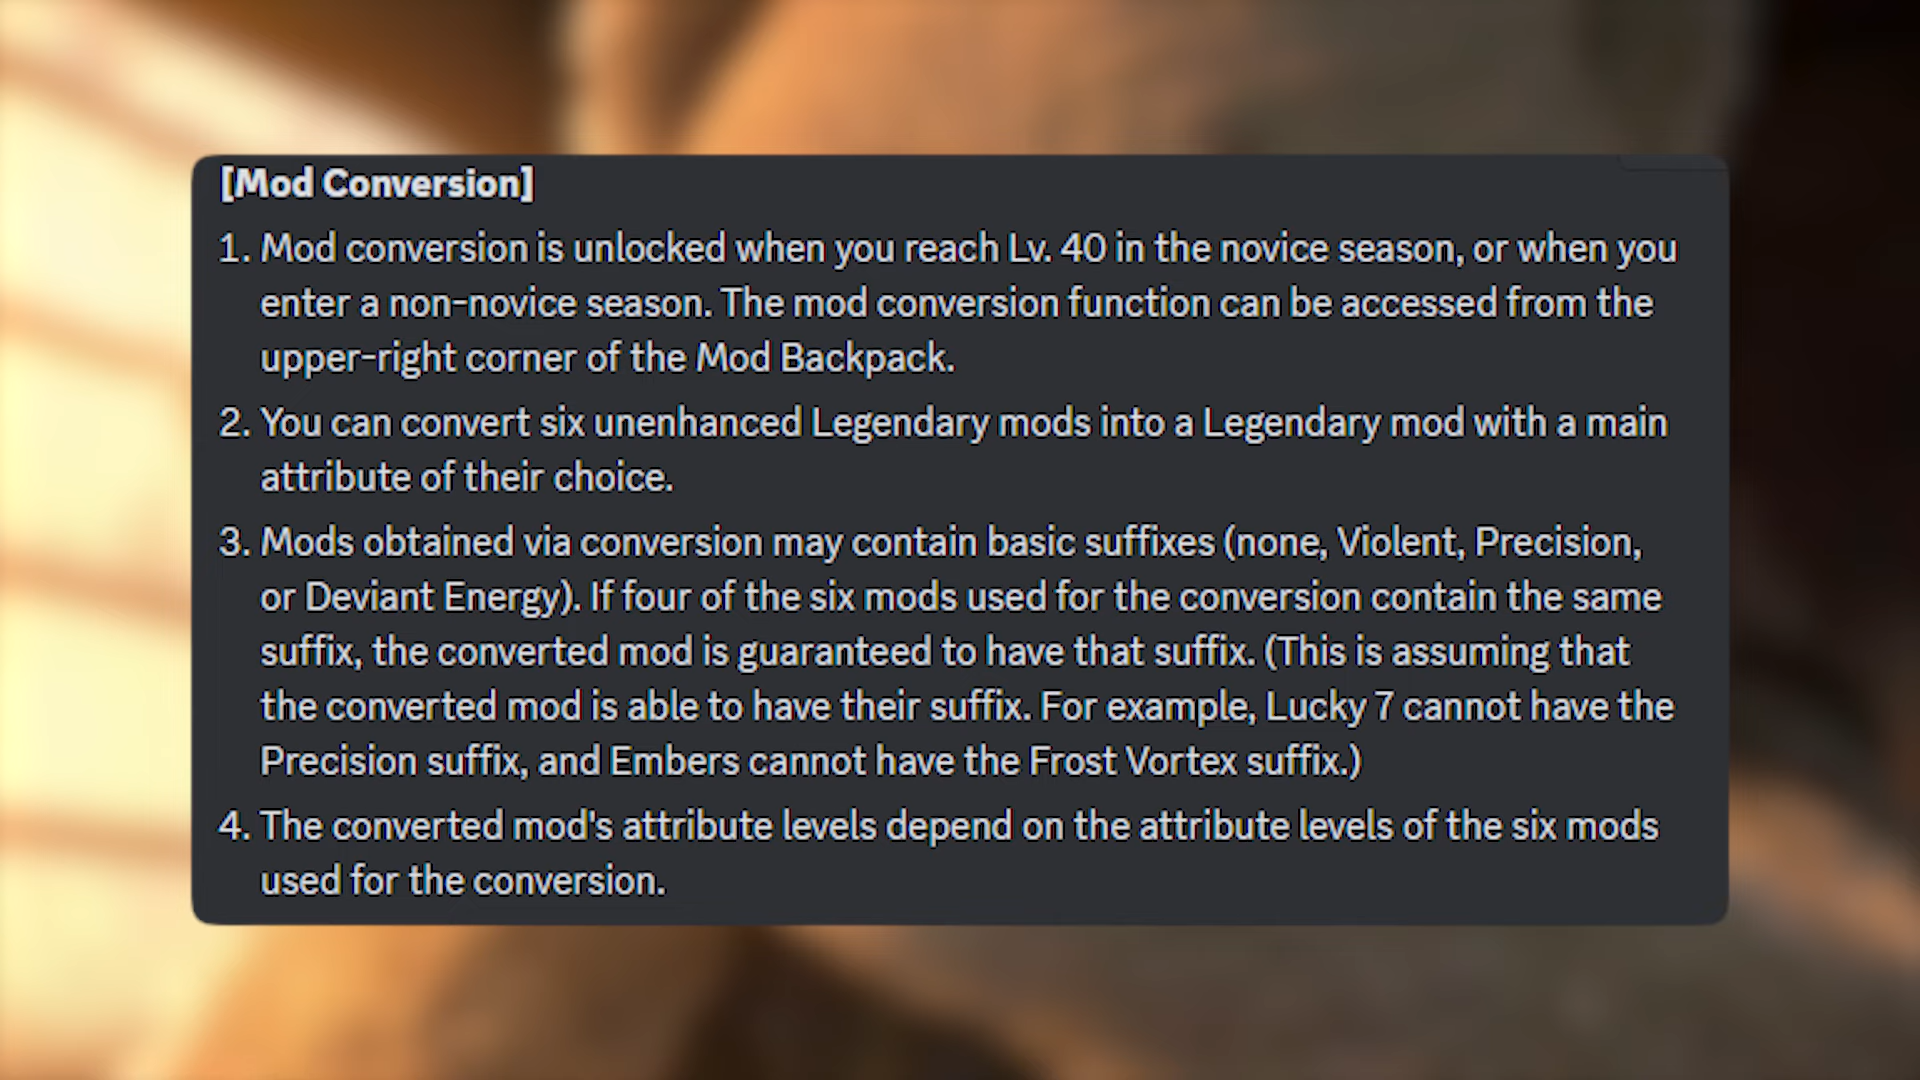 [Mod Conversion]
1. Mod conversion is unlocked when you reach Lv. 40 in the novice season, or when you
enter a non-novice season. The mod conversion function can be accessed from the
upper-right corner of the Mod Backpack.
2. You can convert six unenhanced Legendary mods into a Legendary mod with a main
attribute of their choice.
3. Mods obtained via conversion may contain basic suffixes (none, Violent, Precision,
or Deviant Energy). If four of the six mods used for the conversion contain the same
suffix, the converted mod is guaranteed to have that suffix. (This is assuming that
the converted mod is able to have their suffix. For example, Lucky 7 cannot have the
Precision suffix, and Embers cannot have the Frost Vortex suffix.)
4. The converted mod's attribute levels depend on the attribute levels of the six mods
used for the conversion.